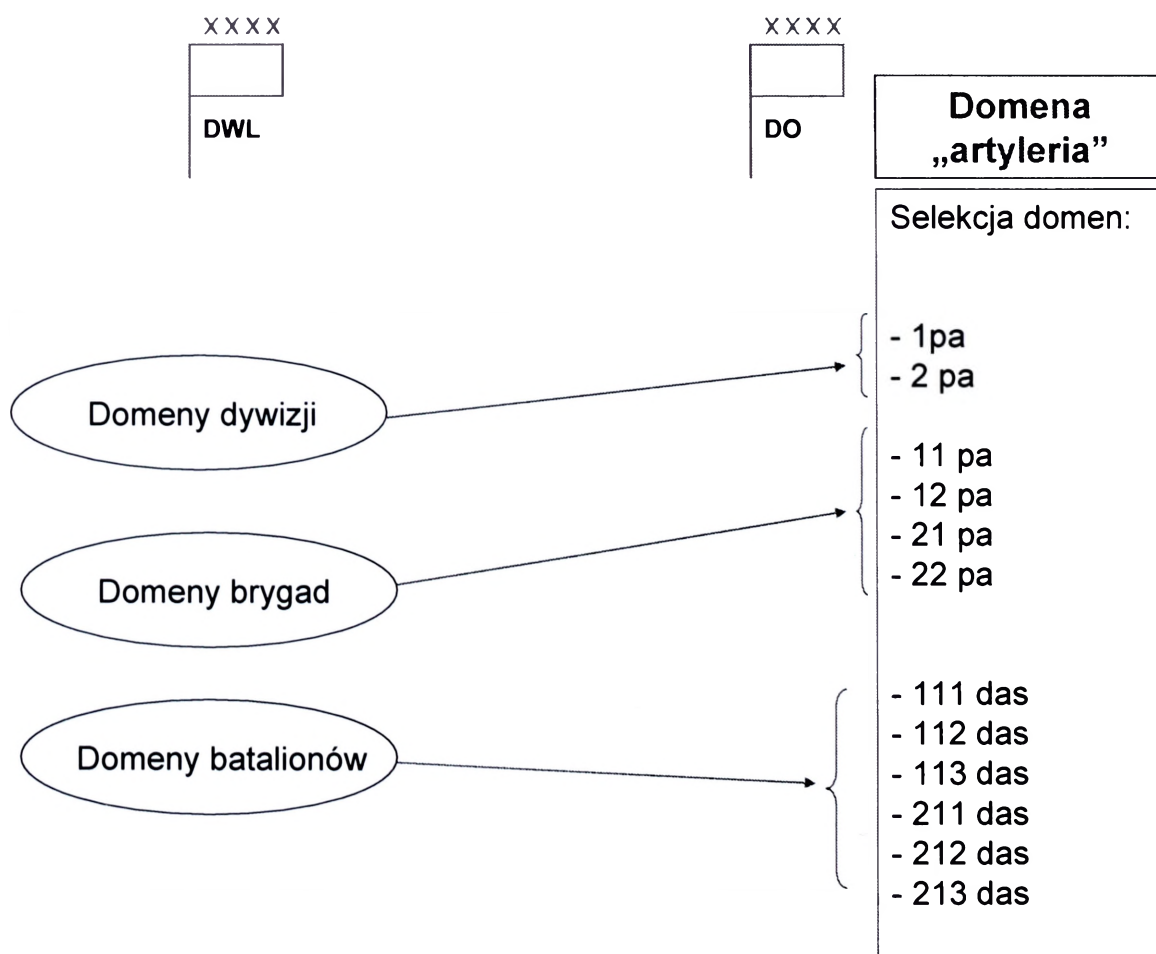 XXXX
DWL
XXXX
DO
Domena
„artyleria”
Selekcja domen:
- 1pa
- 2 pa
Domeny dywizji
- 11 pa
- 12 pa
- 21 pa
- 22 pa
Domeny brygad
- 111 das
- 112 das
- 113 das
- 211 das
- 212 das
- 213 das
Domeny batalionów